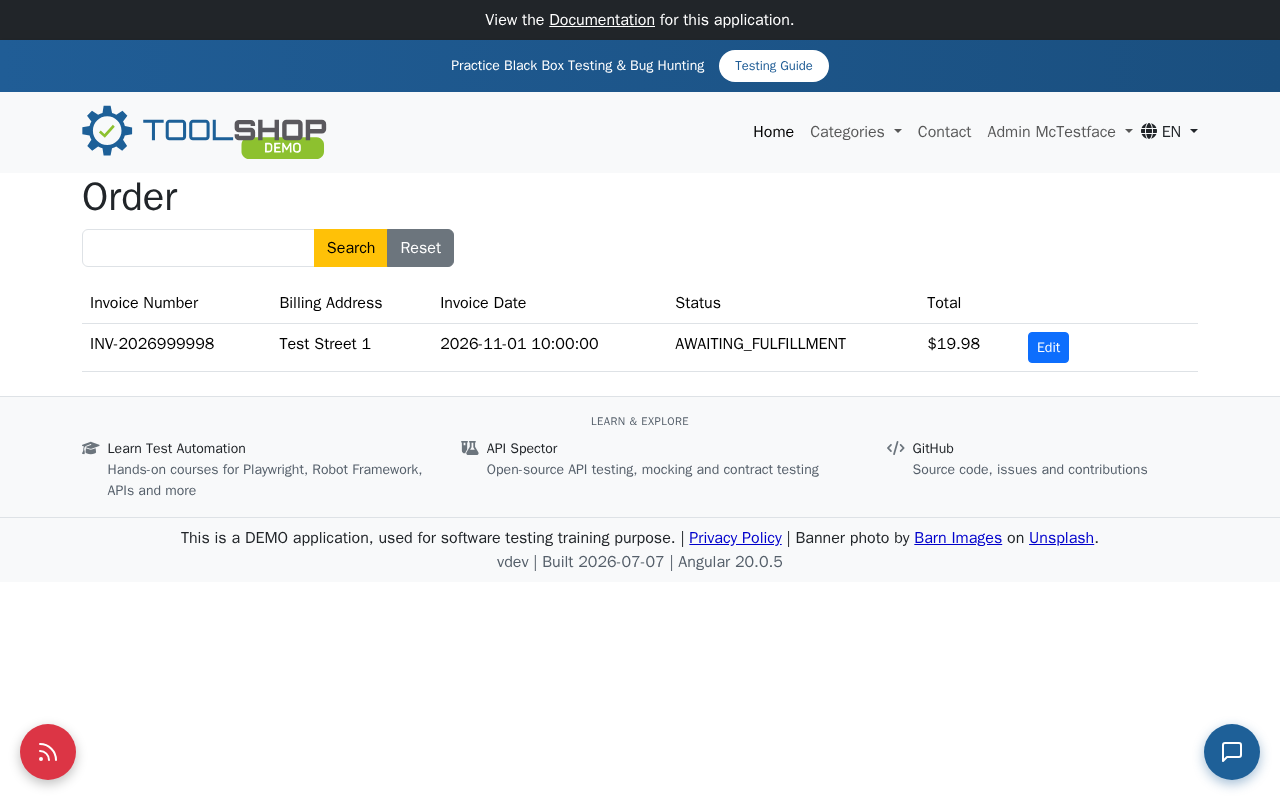 View the Documentation for this application.
Practice Black Box Testing & Bug Hunting Testing Guide
TOOLSHOP
DEMO
Home Categories Contact Admin McTestface EN
Order
Search Reset
Invoice Number Billing Address Invoice Date Status Total
INV-2026999998 Test Street 1 2026-11-01 10:00:00 AWAITING_FULFILLMENT $19.98 Edit
LEARN & EXPLORE
Learn Test Automation
Hands-on courses for Playwright, Robot Framework,
APIs and more
API Spector
Open-source API testing, mocking and contract testing
GitHub
Source code, issues and contributions
This is a DEMO application, used for software testing training purpose. | Privacy Policy | Banner photo by Barn Images on Unsplash.
vdev | Built 2026-07-07 | Angular 20.0.5